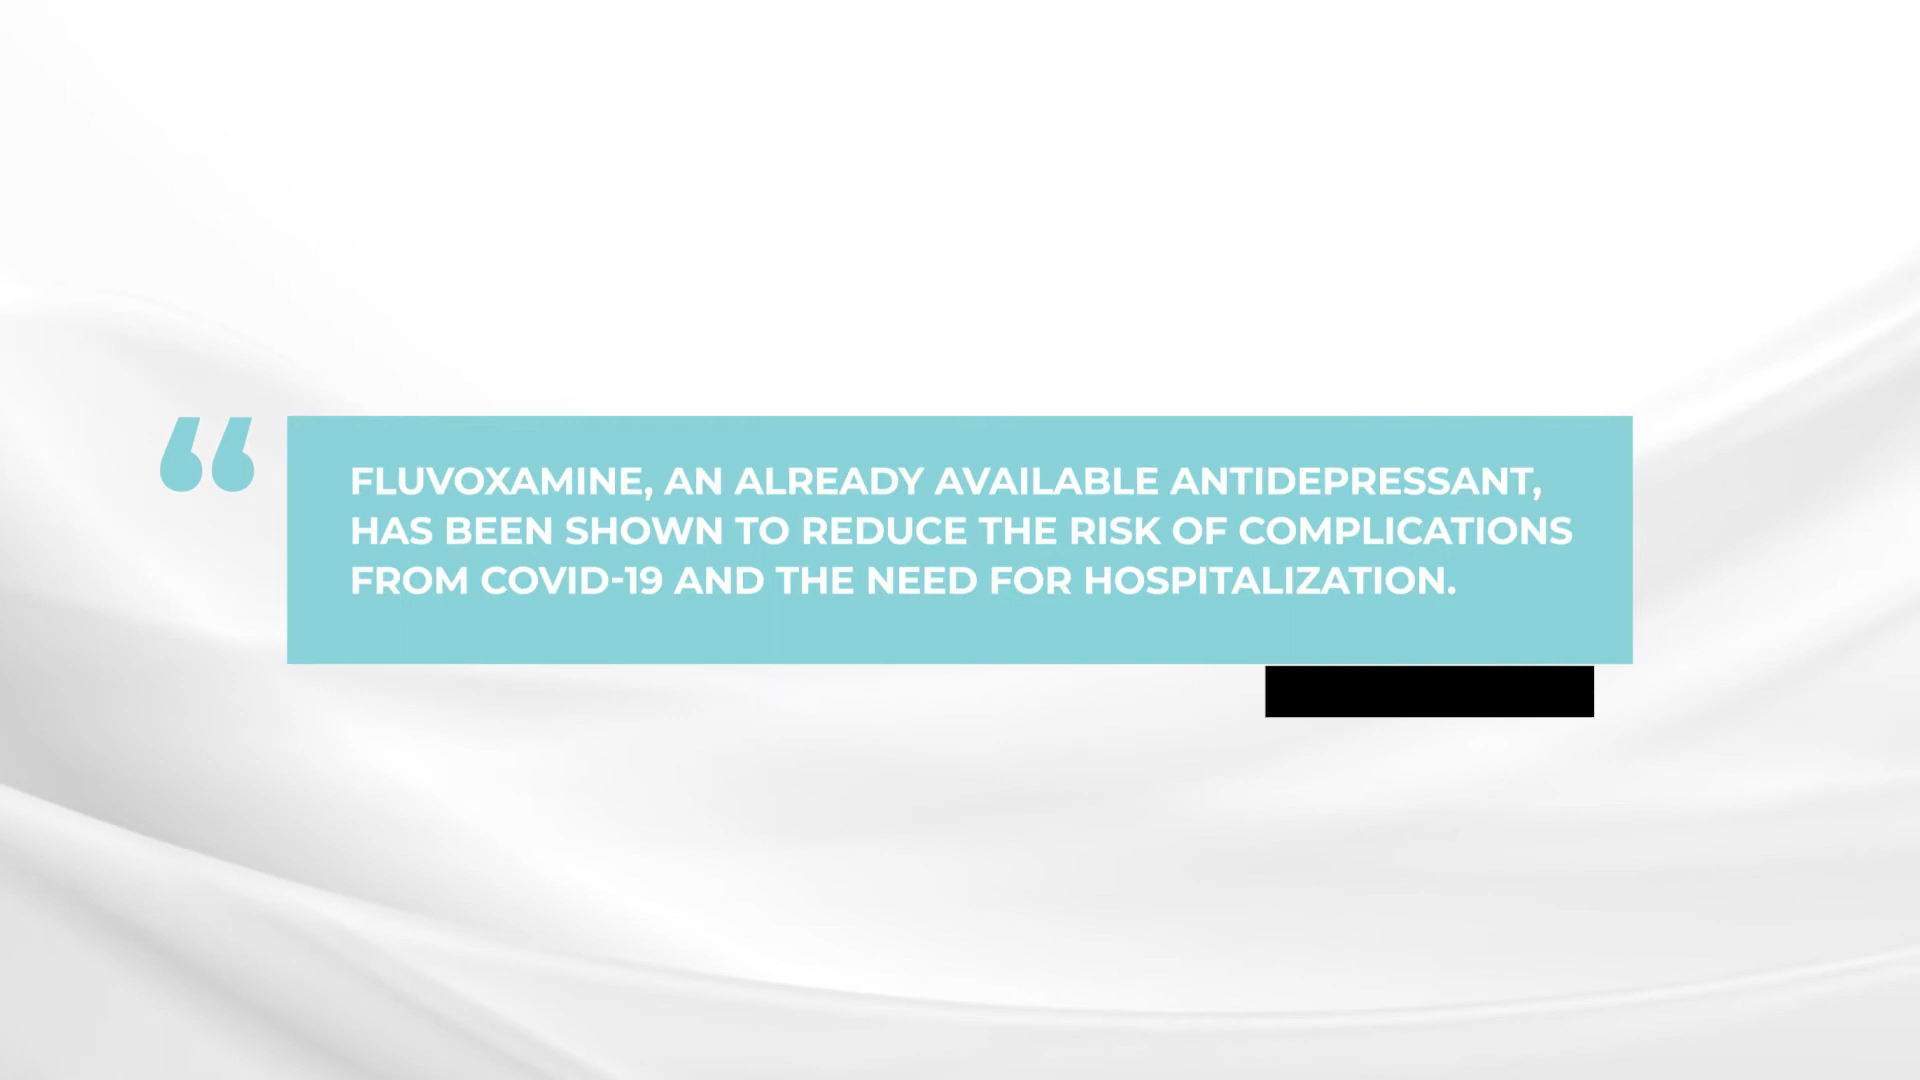 “
FLUVOXAMINE, AN ALREADY AVAILABLE ANTIDEPRESSANT,
HAS BEEN SHOWN TO REDUCE THE RISK OF COMPLICATIONS
FROM COVID-19 AND THE NEED FOR HOSPITALIZATION.